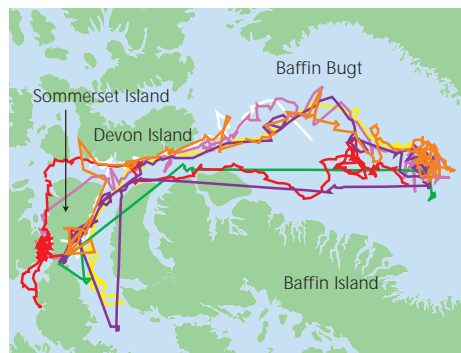 Baffin Bugt
Sommerset Island
Devon Island
Baffin Island